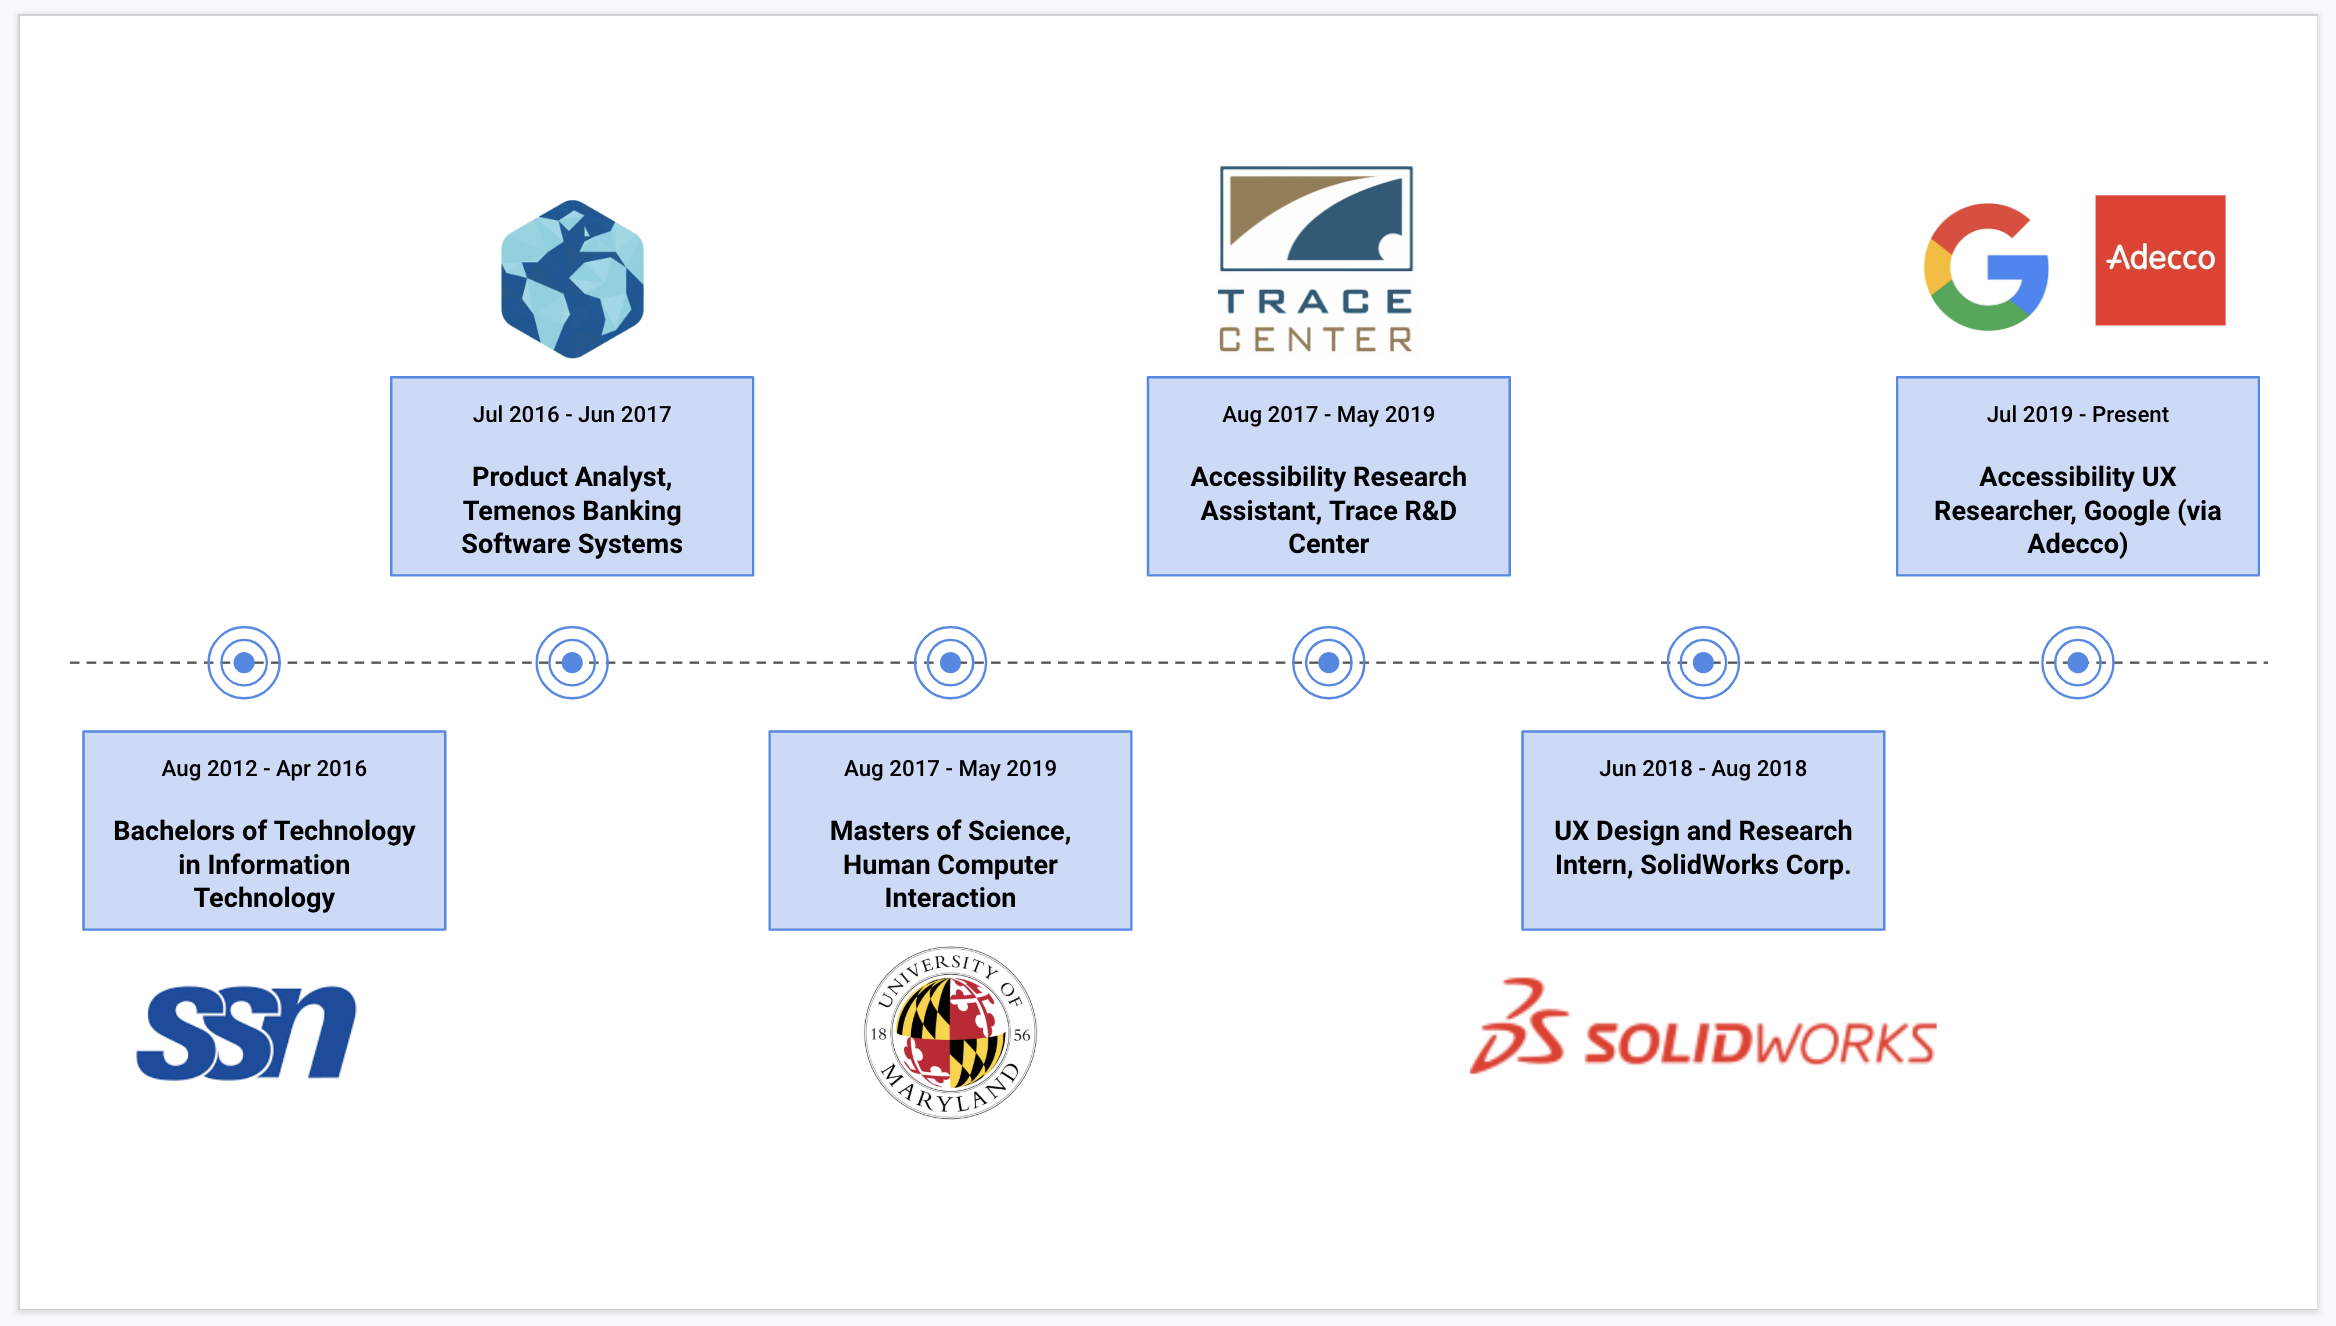 TRACE
CENTER
Adecco
Jul 2016 - Jun 2017
Product Analyst,
Temenos Banking
Software Systems
Aug 2017 - May 2019
Accessibility Research
Assistant, Trace R&D
Center
Jul 2019 - Present
Accessibility UX
Researcher, Google (via
Adecco)
Aug 2012 - Apr 2016
Bachelors of Technology
in Information
Technology
Aug 2017 - May 2019
Masters of Science,
Human Computer
Interaction
Jun 2018 - Aug 2018
UX Design and Research
Intern, SolidWorks Corp.
ssn
UNIVERSITY OF
18 56
MARYLAND
SOLIDWORKS